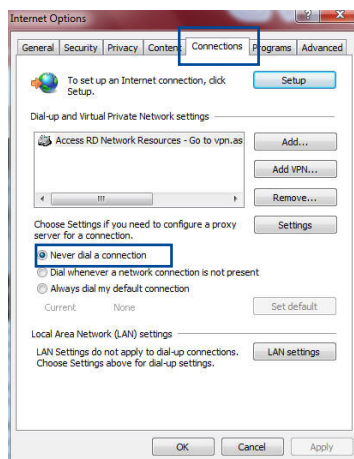 Internet Options
General Security Privacy Content Connections Programs Advanced
To set up an Internet connection, click
Setup.
Setup
Dial-up and Virtual Private Network settings
Access RD Network Resources - Go to vpn.as
Add...
Add VPN...
Remove...
Choose Settings if you need to configure a proxy
server for a connection.
Settings
Never dial a connection
Dial whenever a network connection is not present
Always dial my default connection
Current None
Set default
Local Area Network (LAN) settings
LAN Settings do not apply to dial-up connections.
Choose Settings above for dial-up settings.
LAN settings
OK Cancel Apply